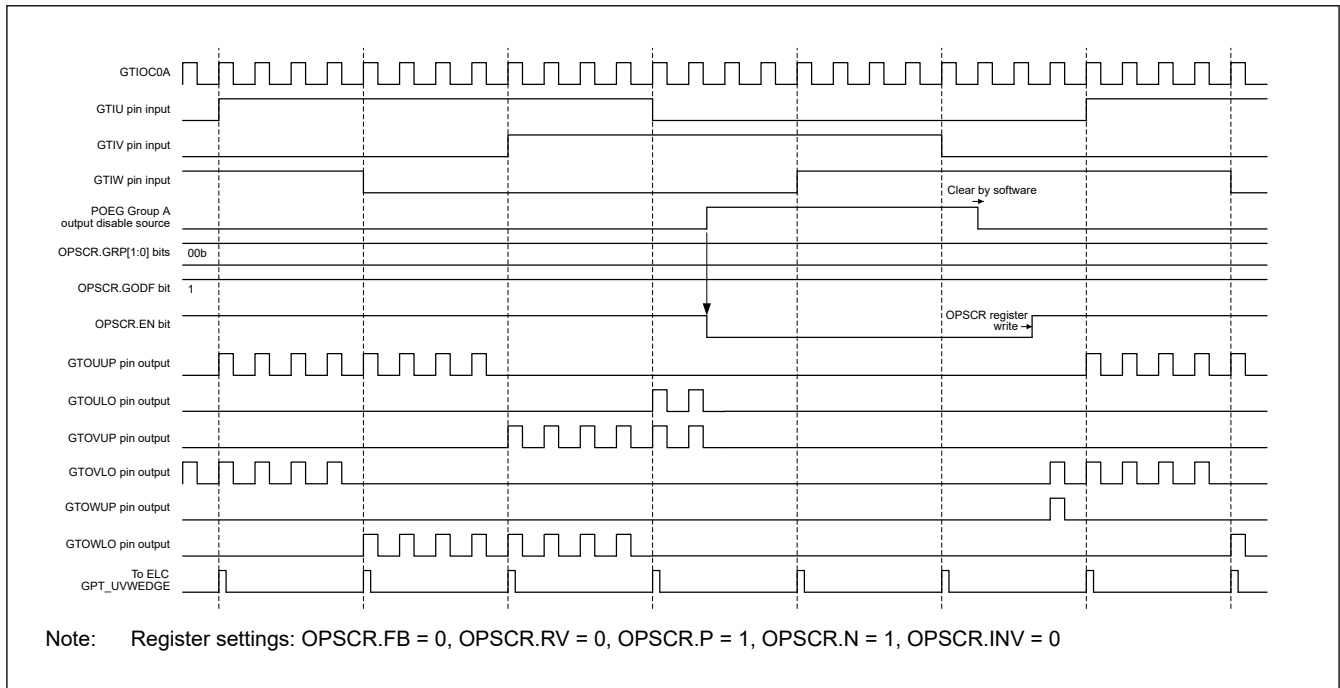 GTIOC0A
GTIU pin input
GTIV pin input
GTIW pin input
Clear by software
POEG Group A
output disable source
OPSCR.GRP[1:0] bits 00b
OPSCR.GODF bit 1
OPSCR.EN bit
OPSCR register
write
GTOUUP pin output
GTOULO pin output
GTOVUP pin output
GTOVLO pin output
GTOWUP pin output
GTOWLO pin output
To ELC
GPT_UVWEDGE
Note: Register settings: OPSCR.FB = 0, OPSCR.RV = 0, OPSCR.P = 1, OPSCR.N = 1, OPSCR.INV = 0